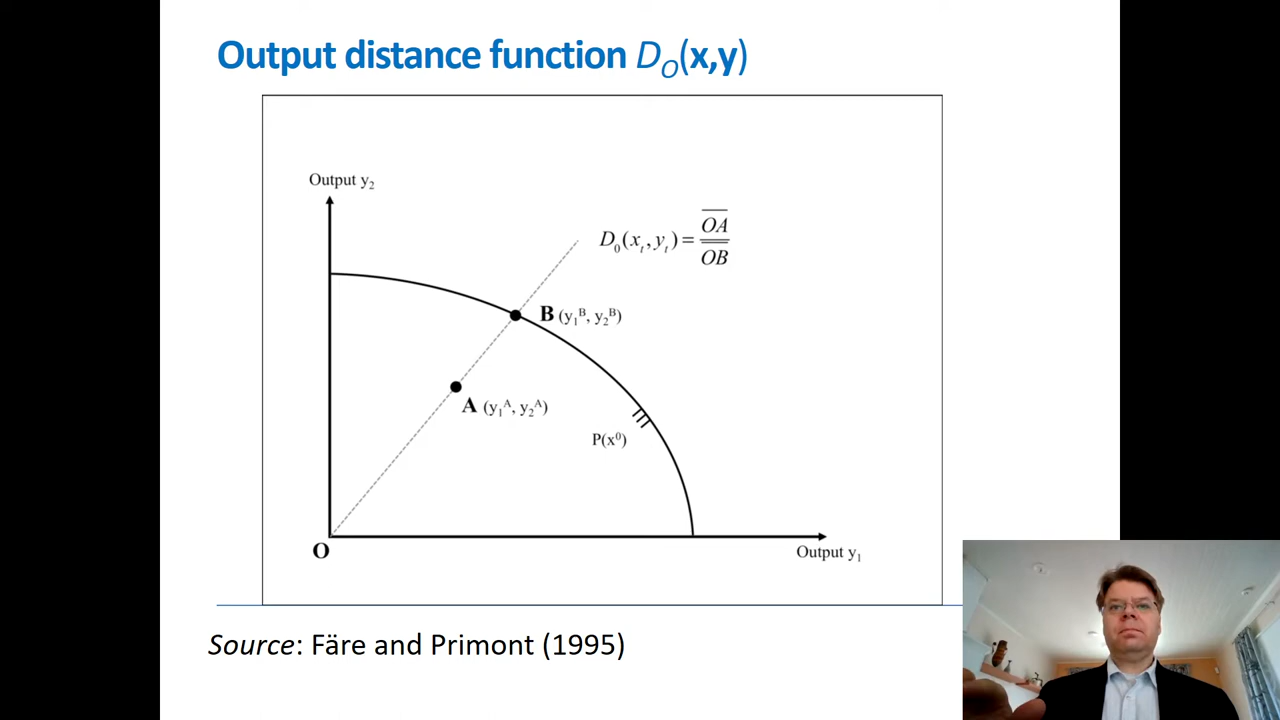 Output distance function D_O(x,y)
Output y₂
D₀(xₜ, yₜ) = OA / OB
B (y₁ᴮ, y₂ᴮ)
A (y₁ᴬ, y₂ᴬ)
P(x⁰)
O
Output y₁
Source: Färe and Primont (1995)